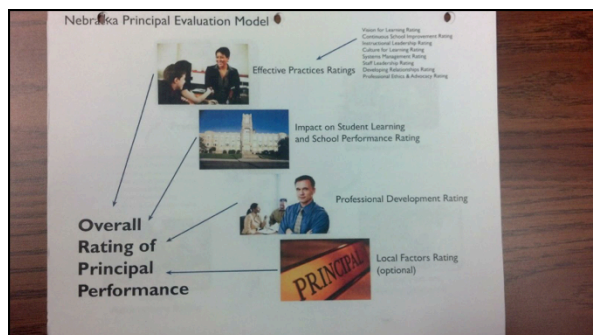 Nebraska Principal Evaluation Model
Vision for Learning Rating
Continuous School Improvement Rating
Instructional Leadership Rating
Culture for Learning Rating
Systems Management Rating
Staff Leadership Rating
Developing Relationships Rating
Professional Ethics & Advocacy Rating
Effective Practices Ratings
Impact on Student Learning
and School Performance Rating
Professional Development Rating
Overall
Rating of
Principal
Performance
Local Factors Rating
(optional)
PRINCIPAL